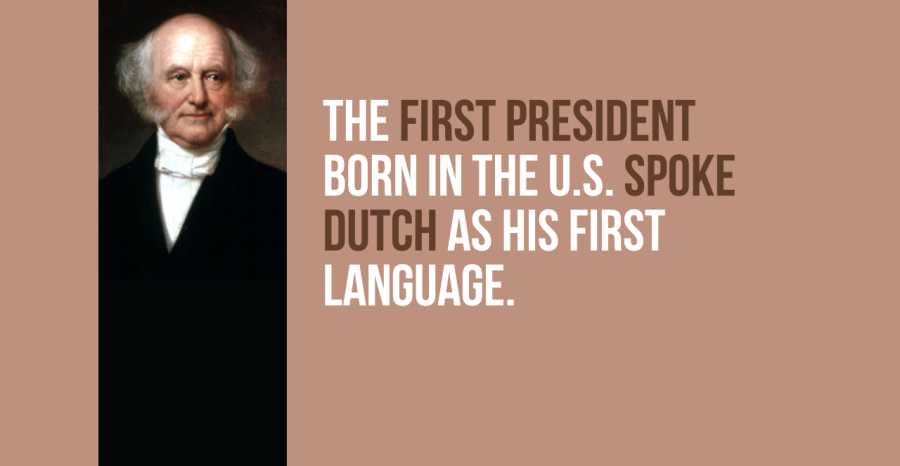 THE FIRST PRESIDENT
BORN IN THE U.S. SPOKE
DUTCH AS HIS FIRST
LANGUAGE.